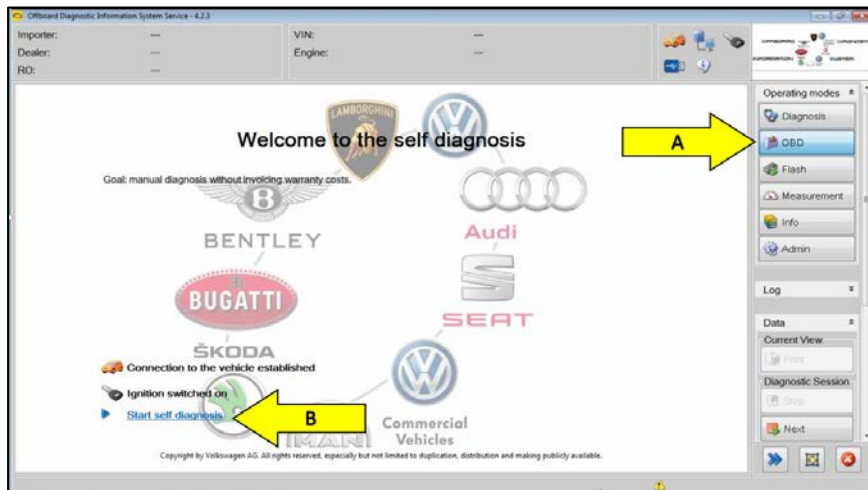 Offboard Diagnostic Information System Service - 4.2.3
Importer: ---
VIN: ---
Dealer: ---
Engine: ---
RO: ---
Operating modes
Diagnosis
OBD
Flash
Measurement
Info
Admin
Log
Data
Current View
Print
Diagnostic Session
Stop
Next
LAMBORGHINI
Welcome to the self diagnosis
A
Goal: manual diagnosis without invoicing warranty costs.
B
BENTLEY
Audi
BUGATTI
SEAT
ŠKODA
Connection to the vehicle established
Ignition switched on
Start self diagnosis
B
Commercial
Vehicles
MAN
Copyright by Volkswagen AG. All rights reserved, especially but not limited to duplication, distribution and making publicly available.